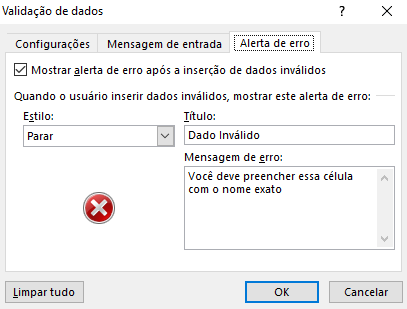 Validação de dados
?
Configurações
Mensagem de entrada
Alerta de erro
Mostrar alerta de erro após a inserção de dados inválidos
Quando o usuário inserir dados inválidos, mostrar este alerta de erro:
Estilo:
Título:
Parar
Dado Inválido
Mensagem de erro:
Você deve preencher essa célula
com o nome exato
Limpar tudo
OK
Cancelar